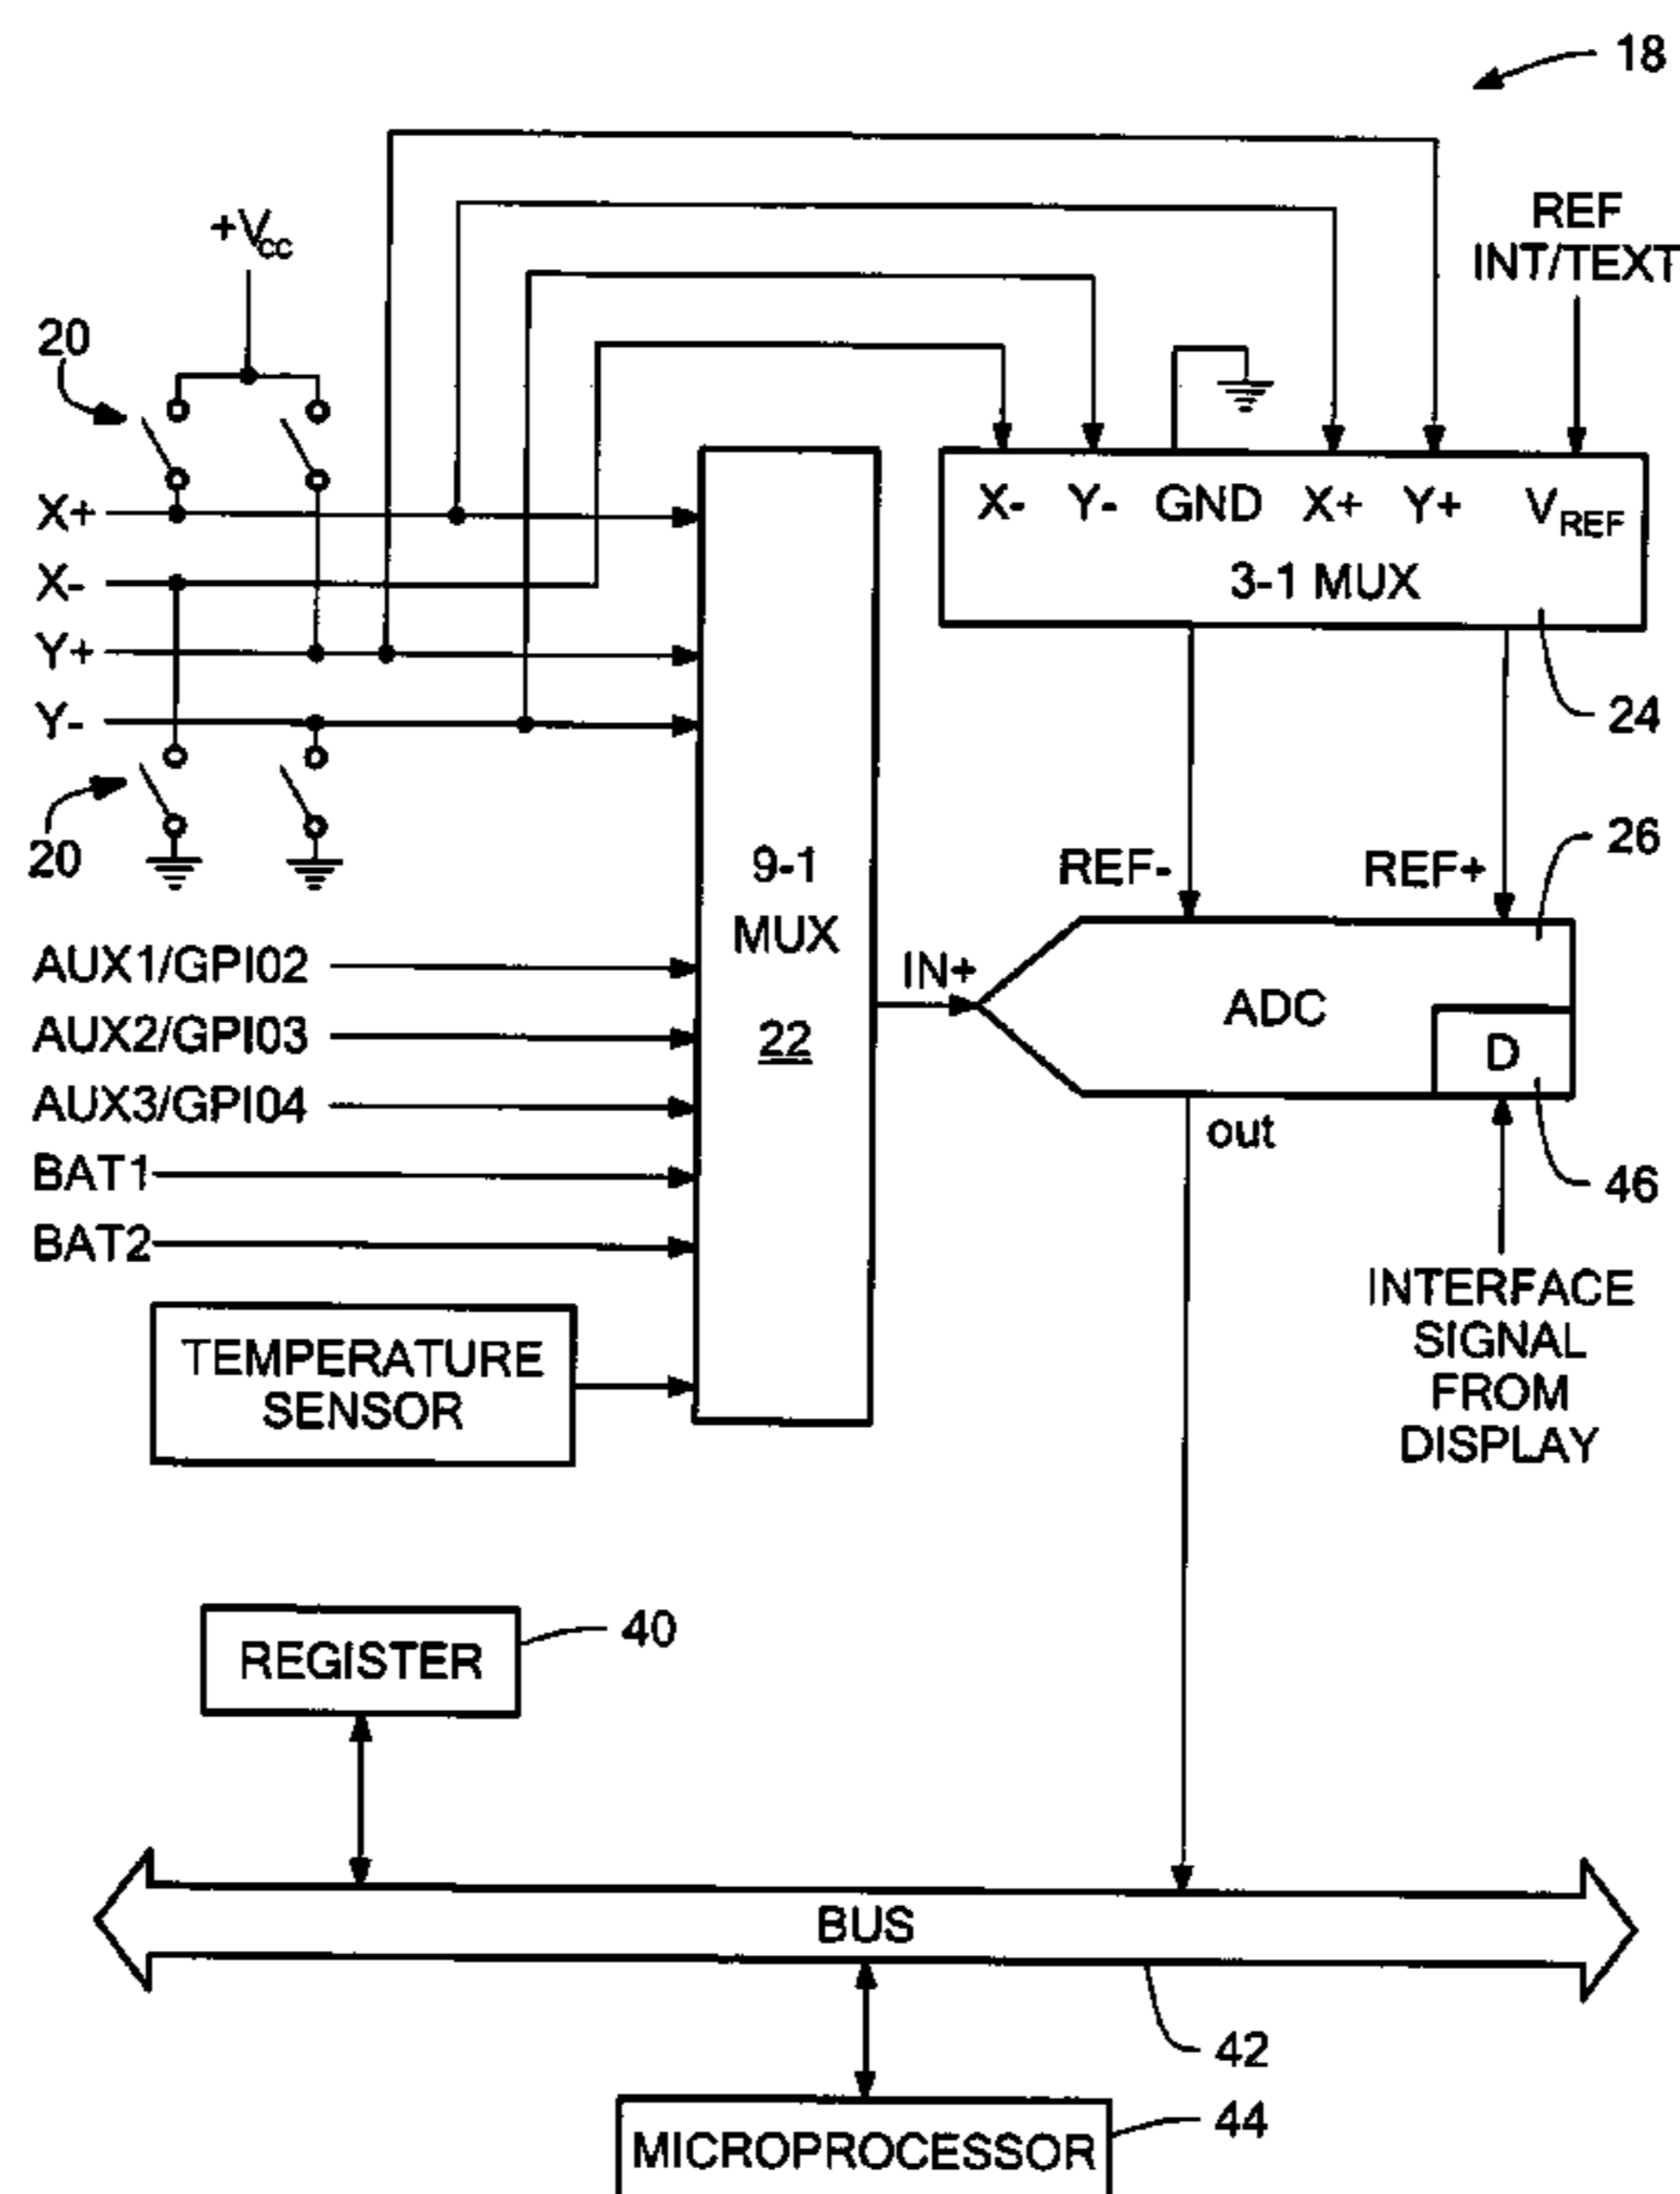 18
+VCC
REF
INT/TEXT
20
X+
X-
Y+
Y-
20
X- Y- GND X+ Y+ VREF
3-1 MUX
24
9-1
MUX
22
REF-
REF+
26
IN+
ADC
D
out
46
AUX1/GPI02
AUX2/GPI03
AUX3/GPI04
BAT1
BAT2
INTERFACE
SIGNAL
FROM
DISPLAY
TEMPERATURE
SENSOR
REGISTER
40
BUS
42
44
MICROPROCESSOR